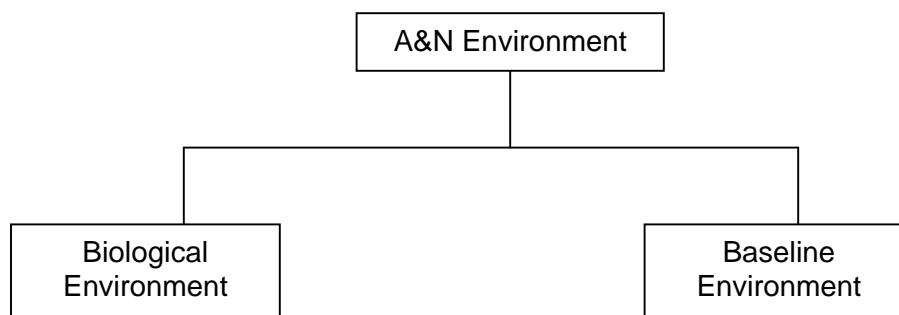 A&N Environment
Biological
Environment
Baseline
Environment